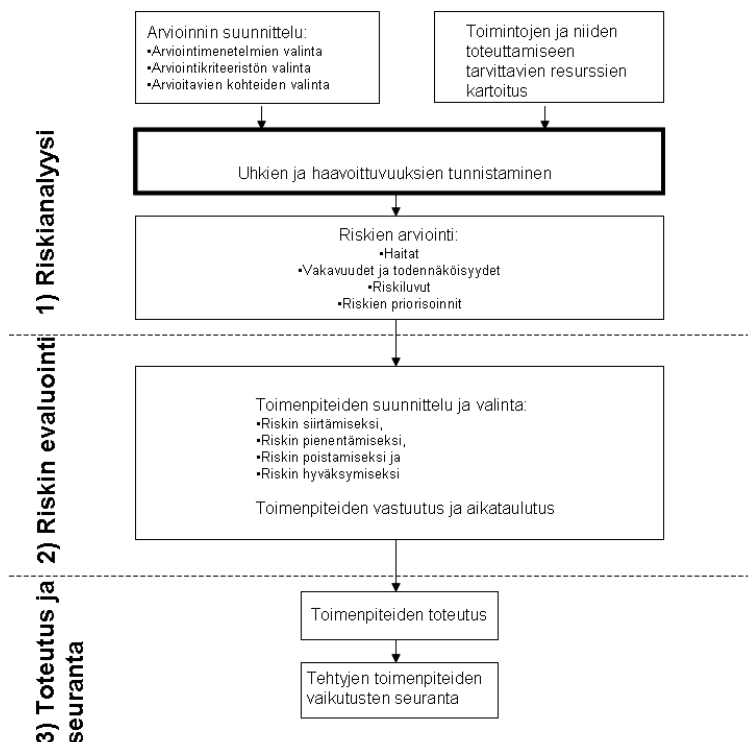 Arvioinnin suunnittelu:
▪Arviointimenetelmien valinta
▪Arviointikriteeristön valinta
▪Arvioitavien kohteiden valinta
Toimintojen ja niiden
toteuttamiseen
tarvittavien resurssien
kartoitus
1) Riskianalyysi
Uhkien ja haavoittuvuuksien tunnistaminen
Riskien arviointi:
▪Haitat
▪Vakavuudet ja todennäköisyydet
▪Riskiluvut
▪Riskien priorisoinnit
2) Riskin evaluointi
Toimenpiteiden suunnittelu ja valinta:
▪Riskin siirtämiseksi,
▪Riskin pienentämiseksi,
▪Riskin poistamiseksi ja
▪Riskin hyväksymiseksi
Toimenpiteiden vastuutus ja aikataulutus
3) Toteutus ja
seuranta
Toimenpiteiden toteutus
Tehtyjen toimenpiteiden
vaikutusten seuranta